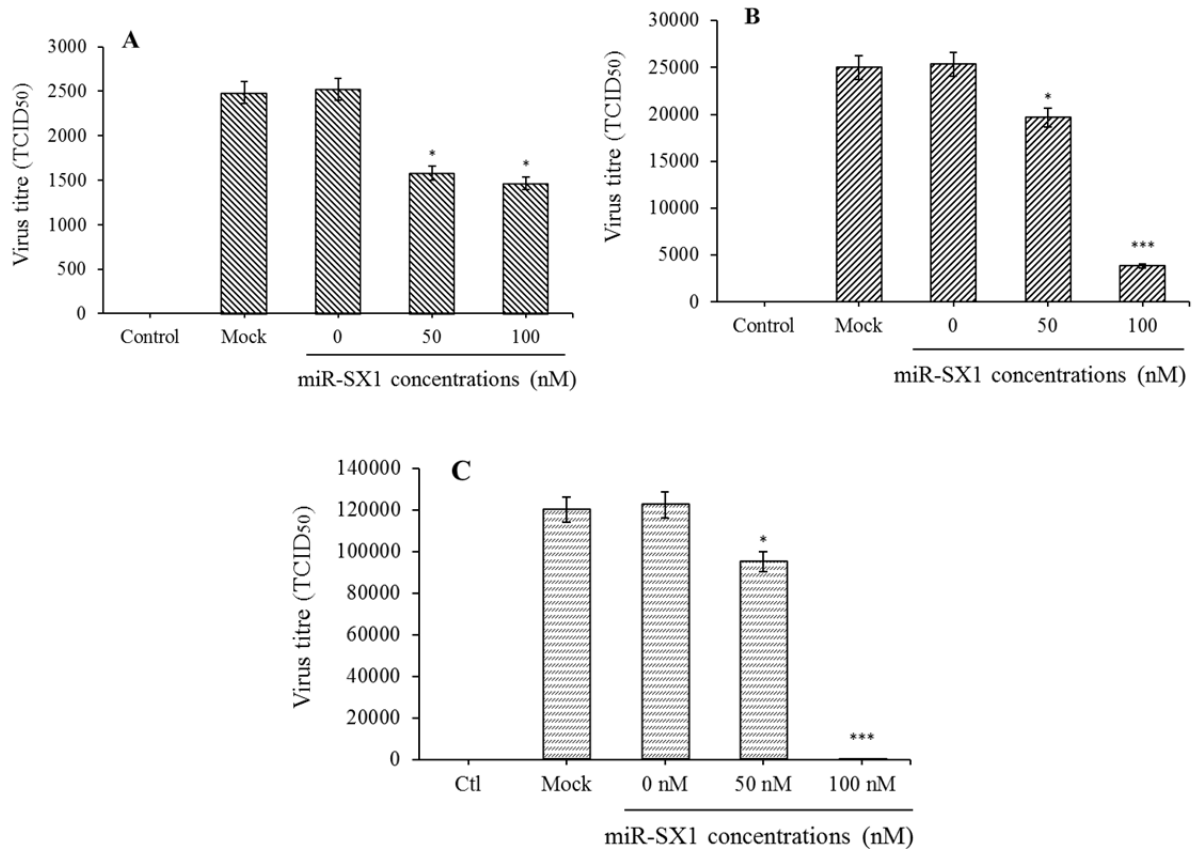 A
Virus titre (TCID50)
3000
2500
2000
1500
1000
500
0
*
*
Control Mock 0 50 100
miR-SX1 concentrations (nM)
B
Virus titre (TCID50)
30000
25000
20000
15000
10000
5000
0
*
***
Control Mock 0 50 100
miR-SX1 concentrations (nM)
C
Virus titre (TCID50)
140000
120000
100000
80000
60000
40000
20000
0
*
***
Ctl Mock 0 nM 50 nM 100 nM
miR-SX1 concentrations (nM)